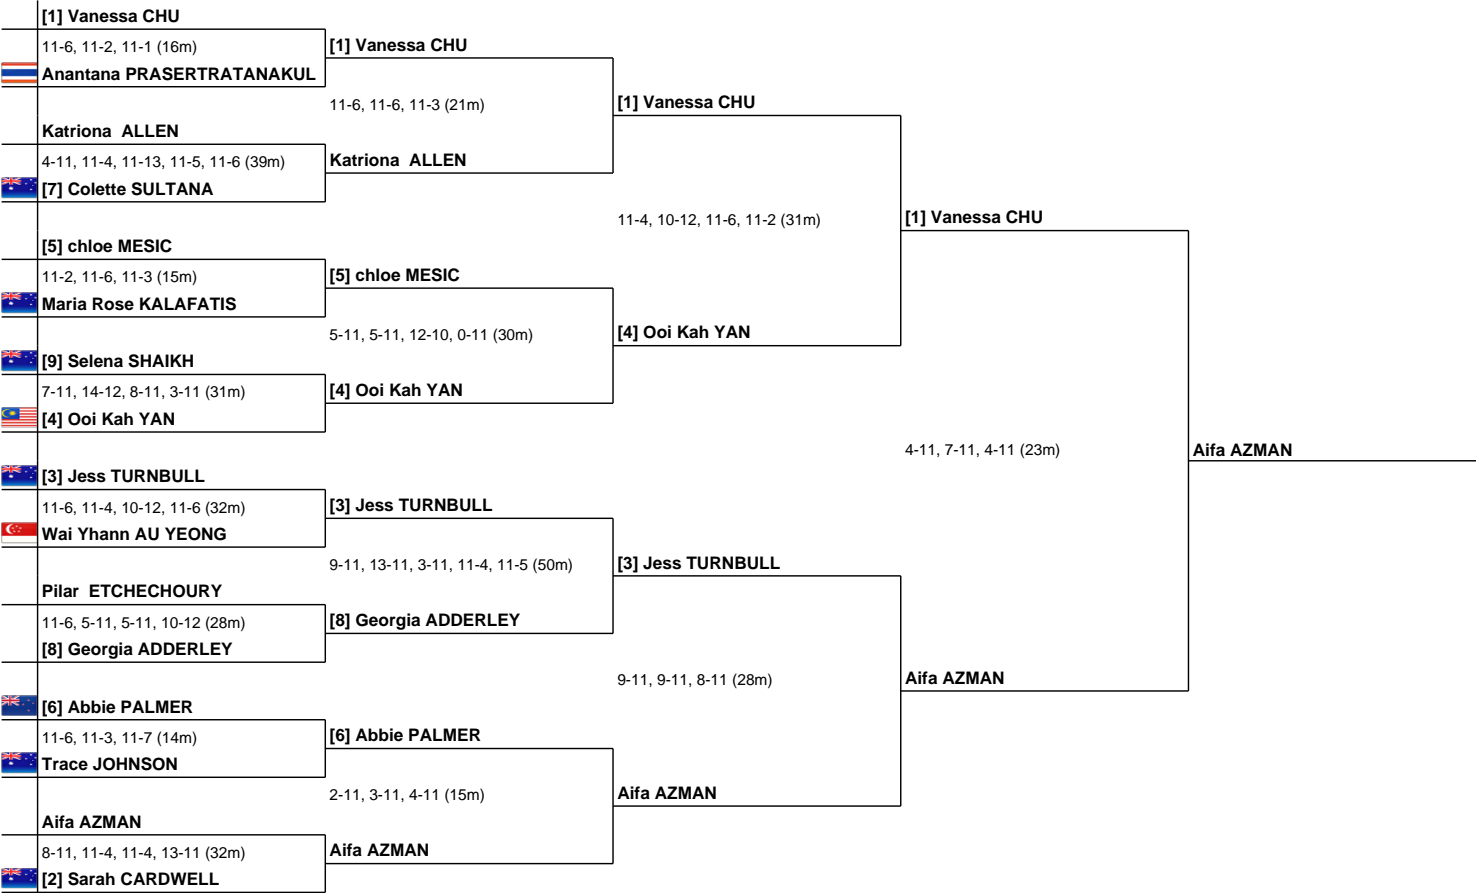 [1] Vanessa CHU
11-6, 11-2, 11-1 (16m)
Anantana PRASERTRATANAKUL
Katriona  ALLEN
4-11, 11-4, 11-13, 11-5, 11-6 (39m)
[7] Colette SULTANA
[5] chloe MESIC
11-2, 11-6, 11-3 (15m)
Maria Rose KALAFATIS
[9] Selena SHAIKH
7-11, 14-12, 8-11, 3-11 (31m)
[4] Ooi Kah YAN
[3] Jess TURNBULL
11-6, 11-4, 10-12, 11-6 (32m)
Wai Yhann AU YEONG
Pilar  ETCHECHOURY
11-6, 5-11, 5-11, 10-12 (28m)
[8] Georgia ADDERLEY
[6] Abbie PALMER
11-6, 11-3, 11-7 (14m)
Trace JOHNSON
Aifa AZMAN
8-11, 11-4, 11-4, 13-11 (32m)
[2] Sarah CARDWELL
[1] Vanessa CHU
11-6, 11-6, 11-3 (21m)
Katriona  ALLEN
[5] chloe MESIC
5-11, 5-11, 12-10, 0-11 (30m)
[4] Ooi Kah YAN
[3] Jess TURNBULL
9-11, 13-11, 3-11, 11-4, 11-5 (50m)
[8] Georgia ADDERLEY
[6] Abbie PALMER
2-11, 3-11, 4-11 (15m)
Aifa AZMAN
[1] Vanessa CHU
11-4, 10-12, 11-6, 11-2 (31m)
[4] Ooi Kah YAN
[3] Jess TURNBULL
9-11, 9-11, 8-11 (28m)
Aifa AZMAN
[1] Vanessa CHU
4-11, 7-11, 4-11 (23m)
Aifa AZMAN
Aifa AZMAN